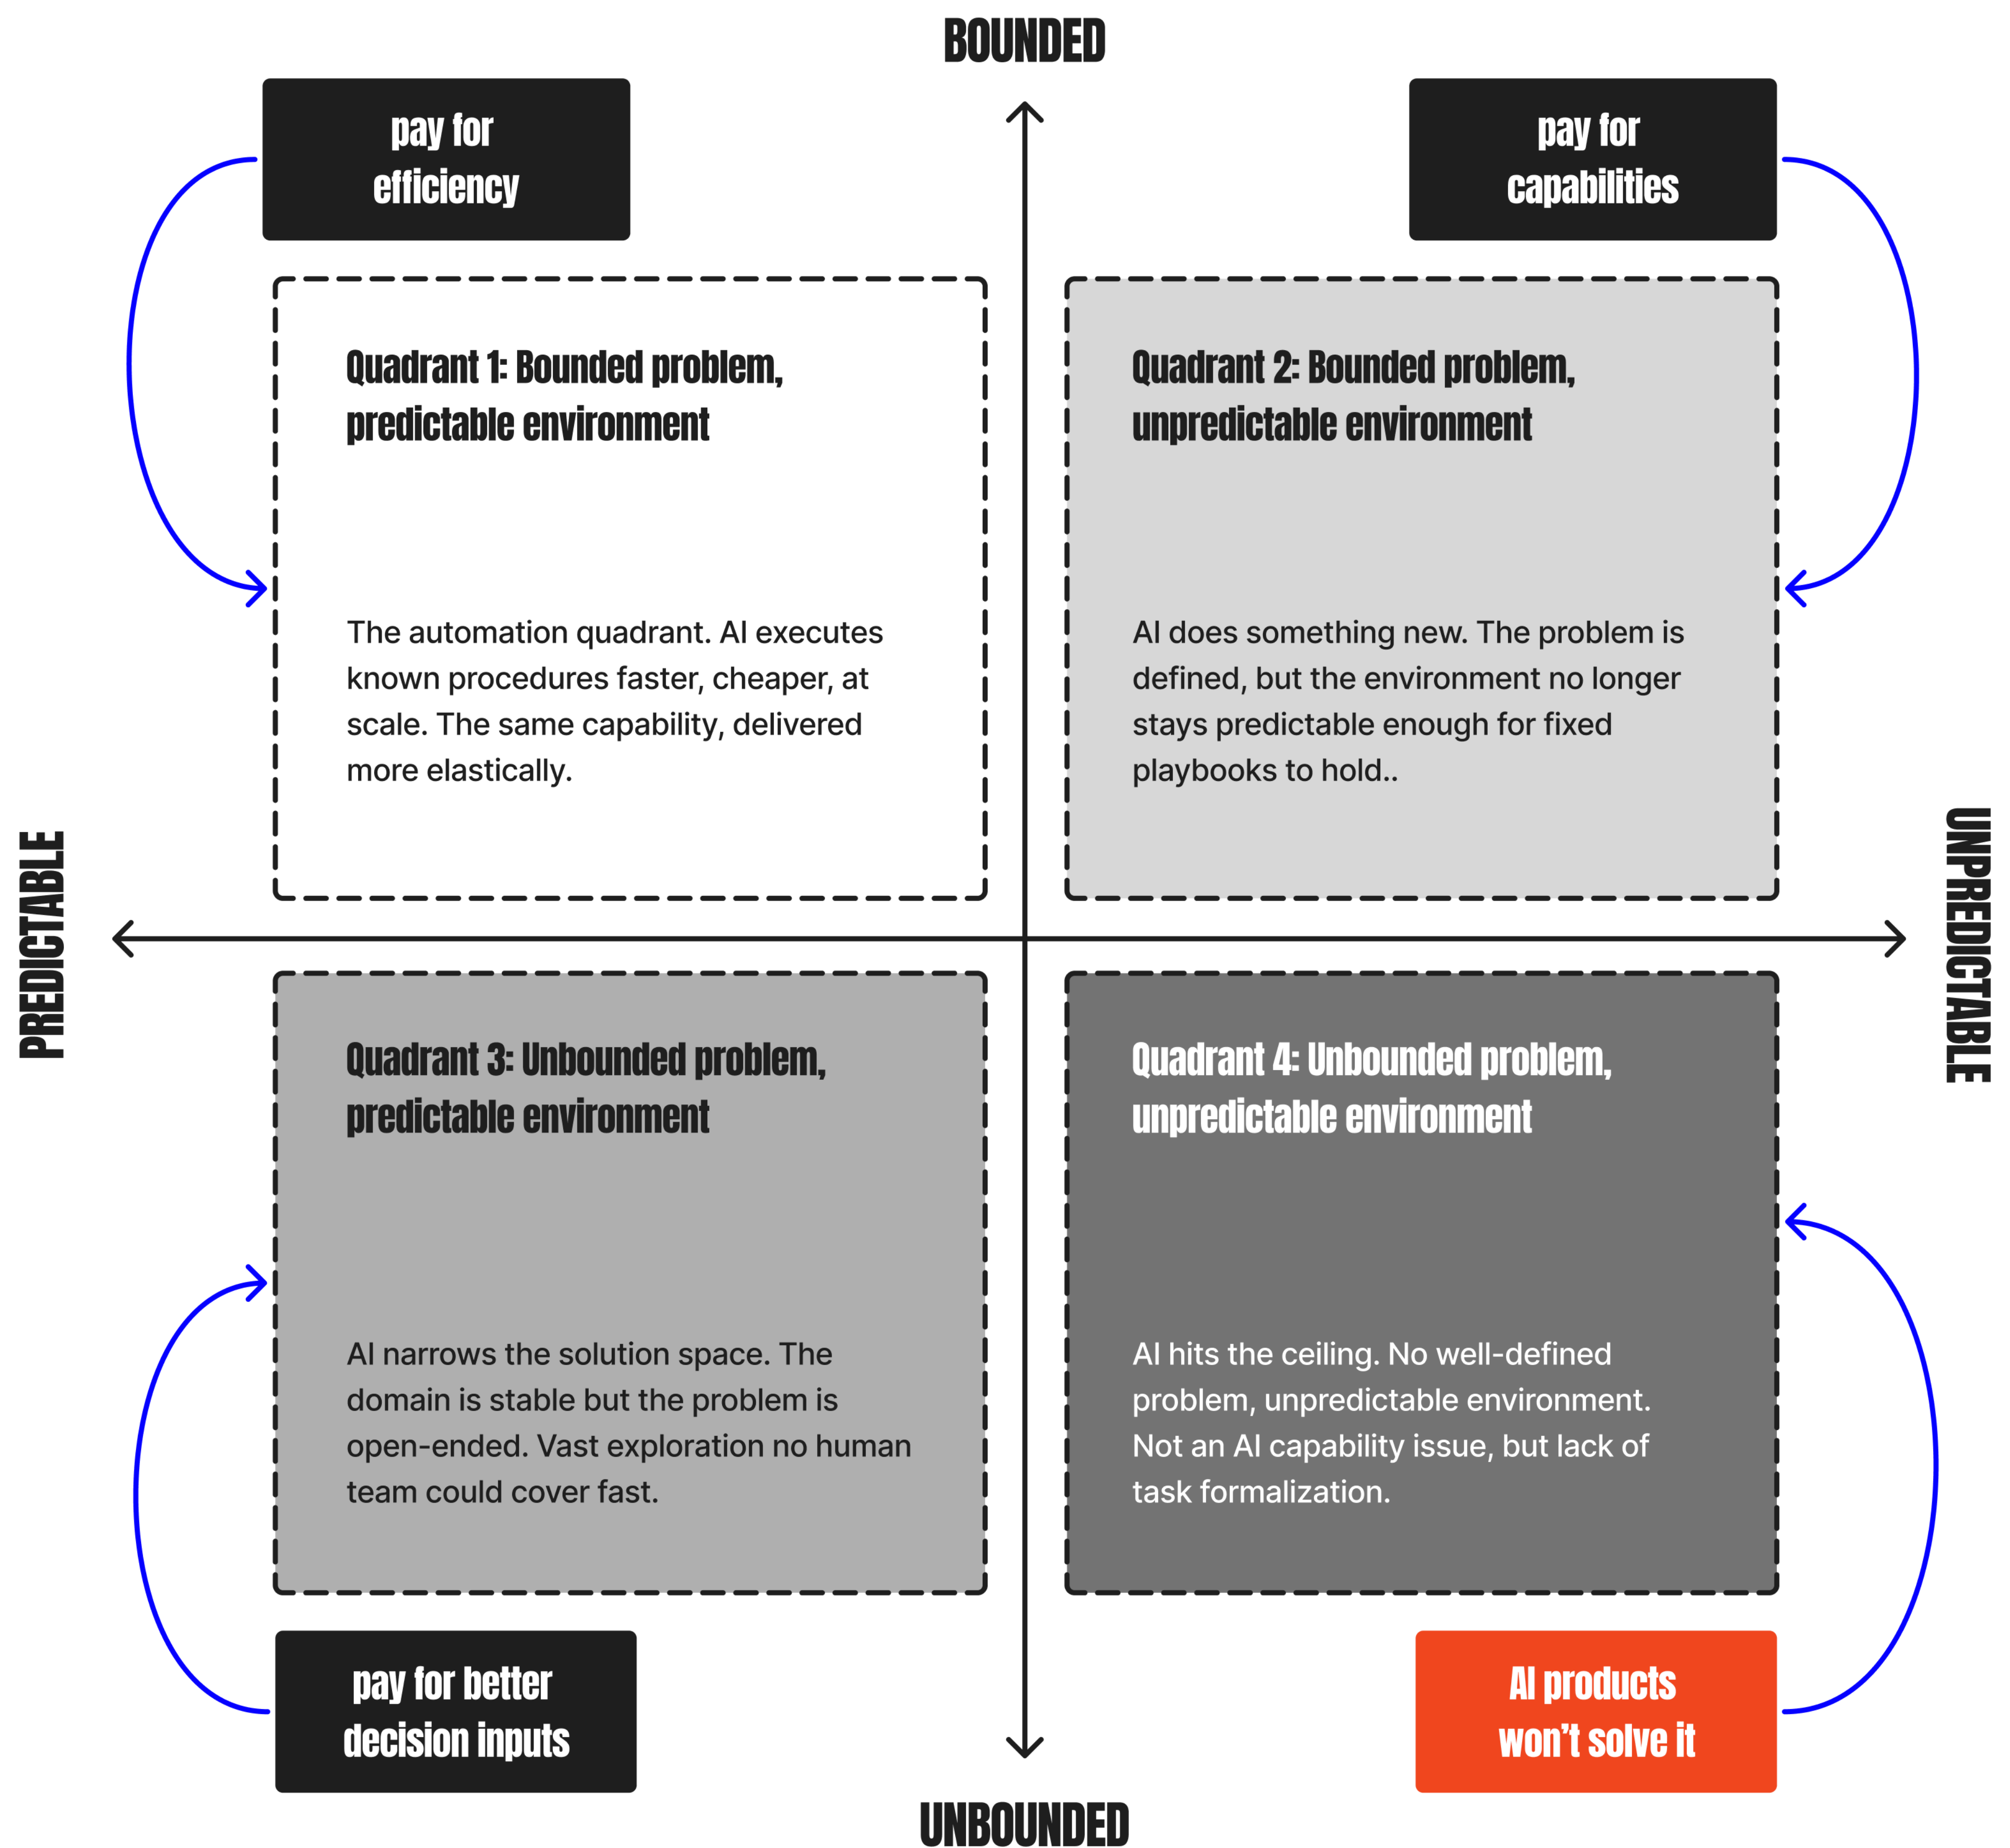 BOUNDED
pay for
efficiency
pay for
capabilities
Quadrant 1: Bounded problem,
predictable environment
The automation quadrant. AI executes
known procedures faster, cheaper, at
scale. The same capability, delivered
more elastically.
Quadrant 2: Bounded problem,
unpredictable environment
AI does something new. The problem is
defined, but the environment no longer
stays predictable enough for fixed
playbooks to hold..
PREDICTABLE
UNPREDICTABLE
Quadrant 3: Unbounded problem,
predictable environment
AI narrows the solution space. The
domain is stable but the problem is
open-ended. Vast exploration no human
team could cover fast.
Quadrant 4: Unbounded problem,
unpredictable environment
AI hits the ceiling. No well-defined
problem, unpredictable environment.
Not an AI capability issue, but lack of
task formalization.
pay for better
decision inputs
AI products
won't solve it
UNBOUNDED